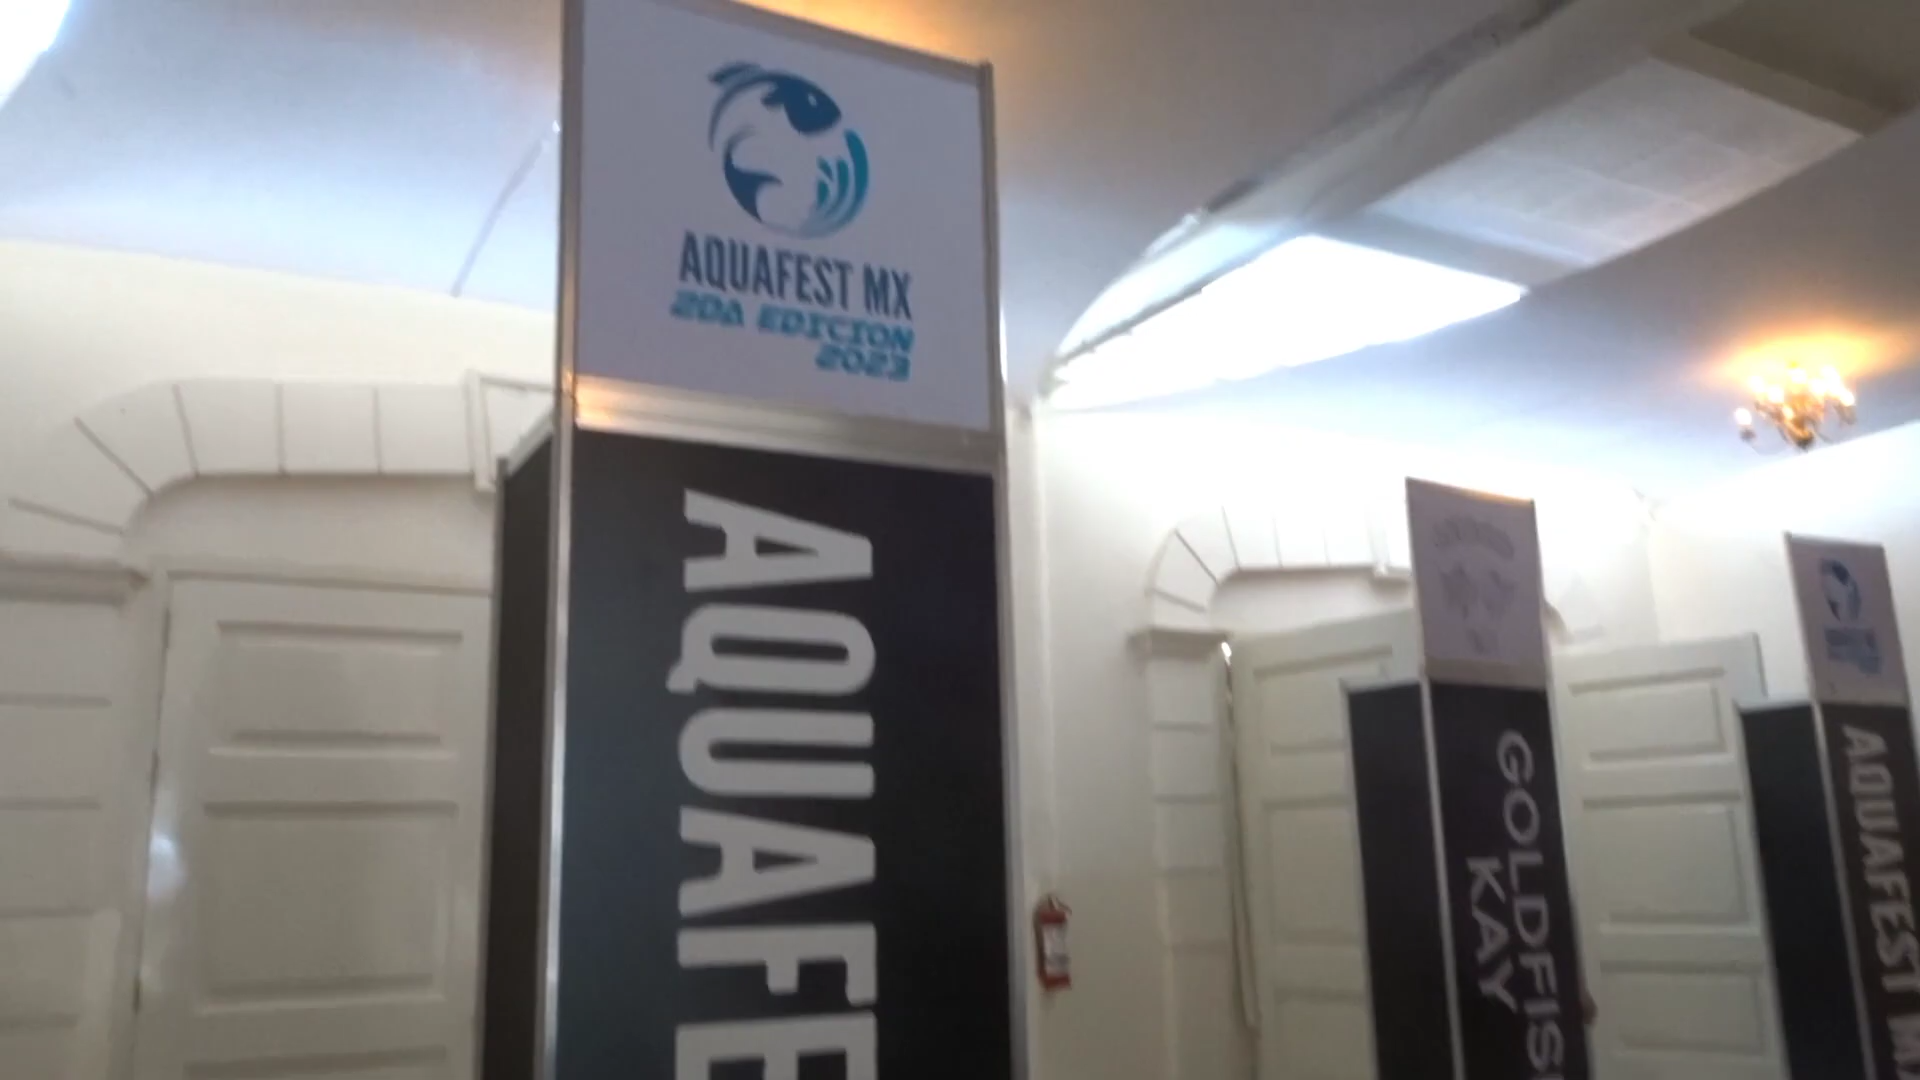 AQUAFEST MX
2DA EDICION
2023
AQUAFE
GOLDFIS
KAY
AQUAFEST M